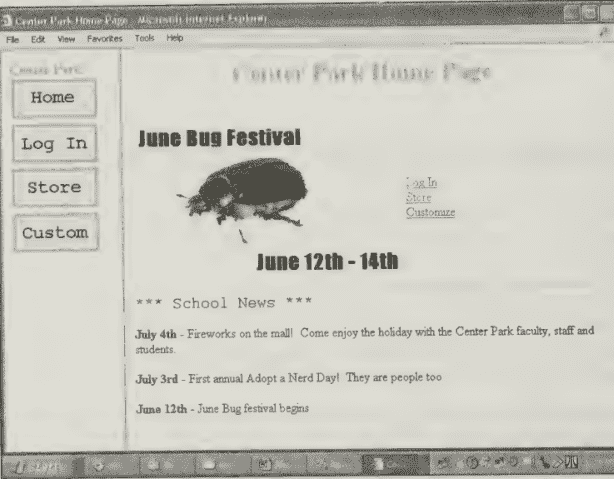 Center Park Home Page - Microsoft Internet Explorer
File Edit View Favorites Tools Help
Center Park
Center Park Home Page
Home
Log In
Store
Custom
June Bug Festival
Log In
Store
Customize
June 12th - 14th
*** School News ***
July 4th - Fireworks on the mall! Come enjoy the holiday with the Center Park faculty, staff and
students.
July 3rd - First annual Adopt a Nerd Day! They are people too
June 12th - June Bug festival begins
start